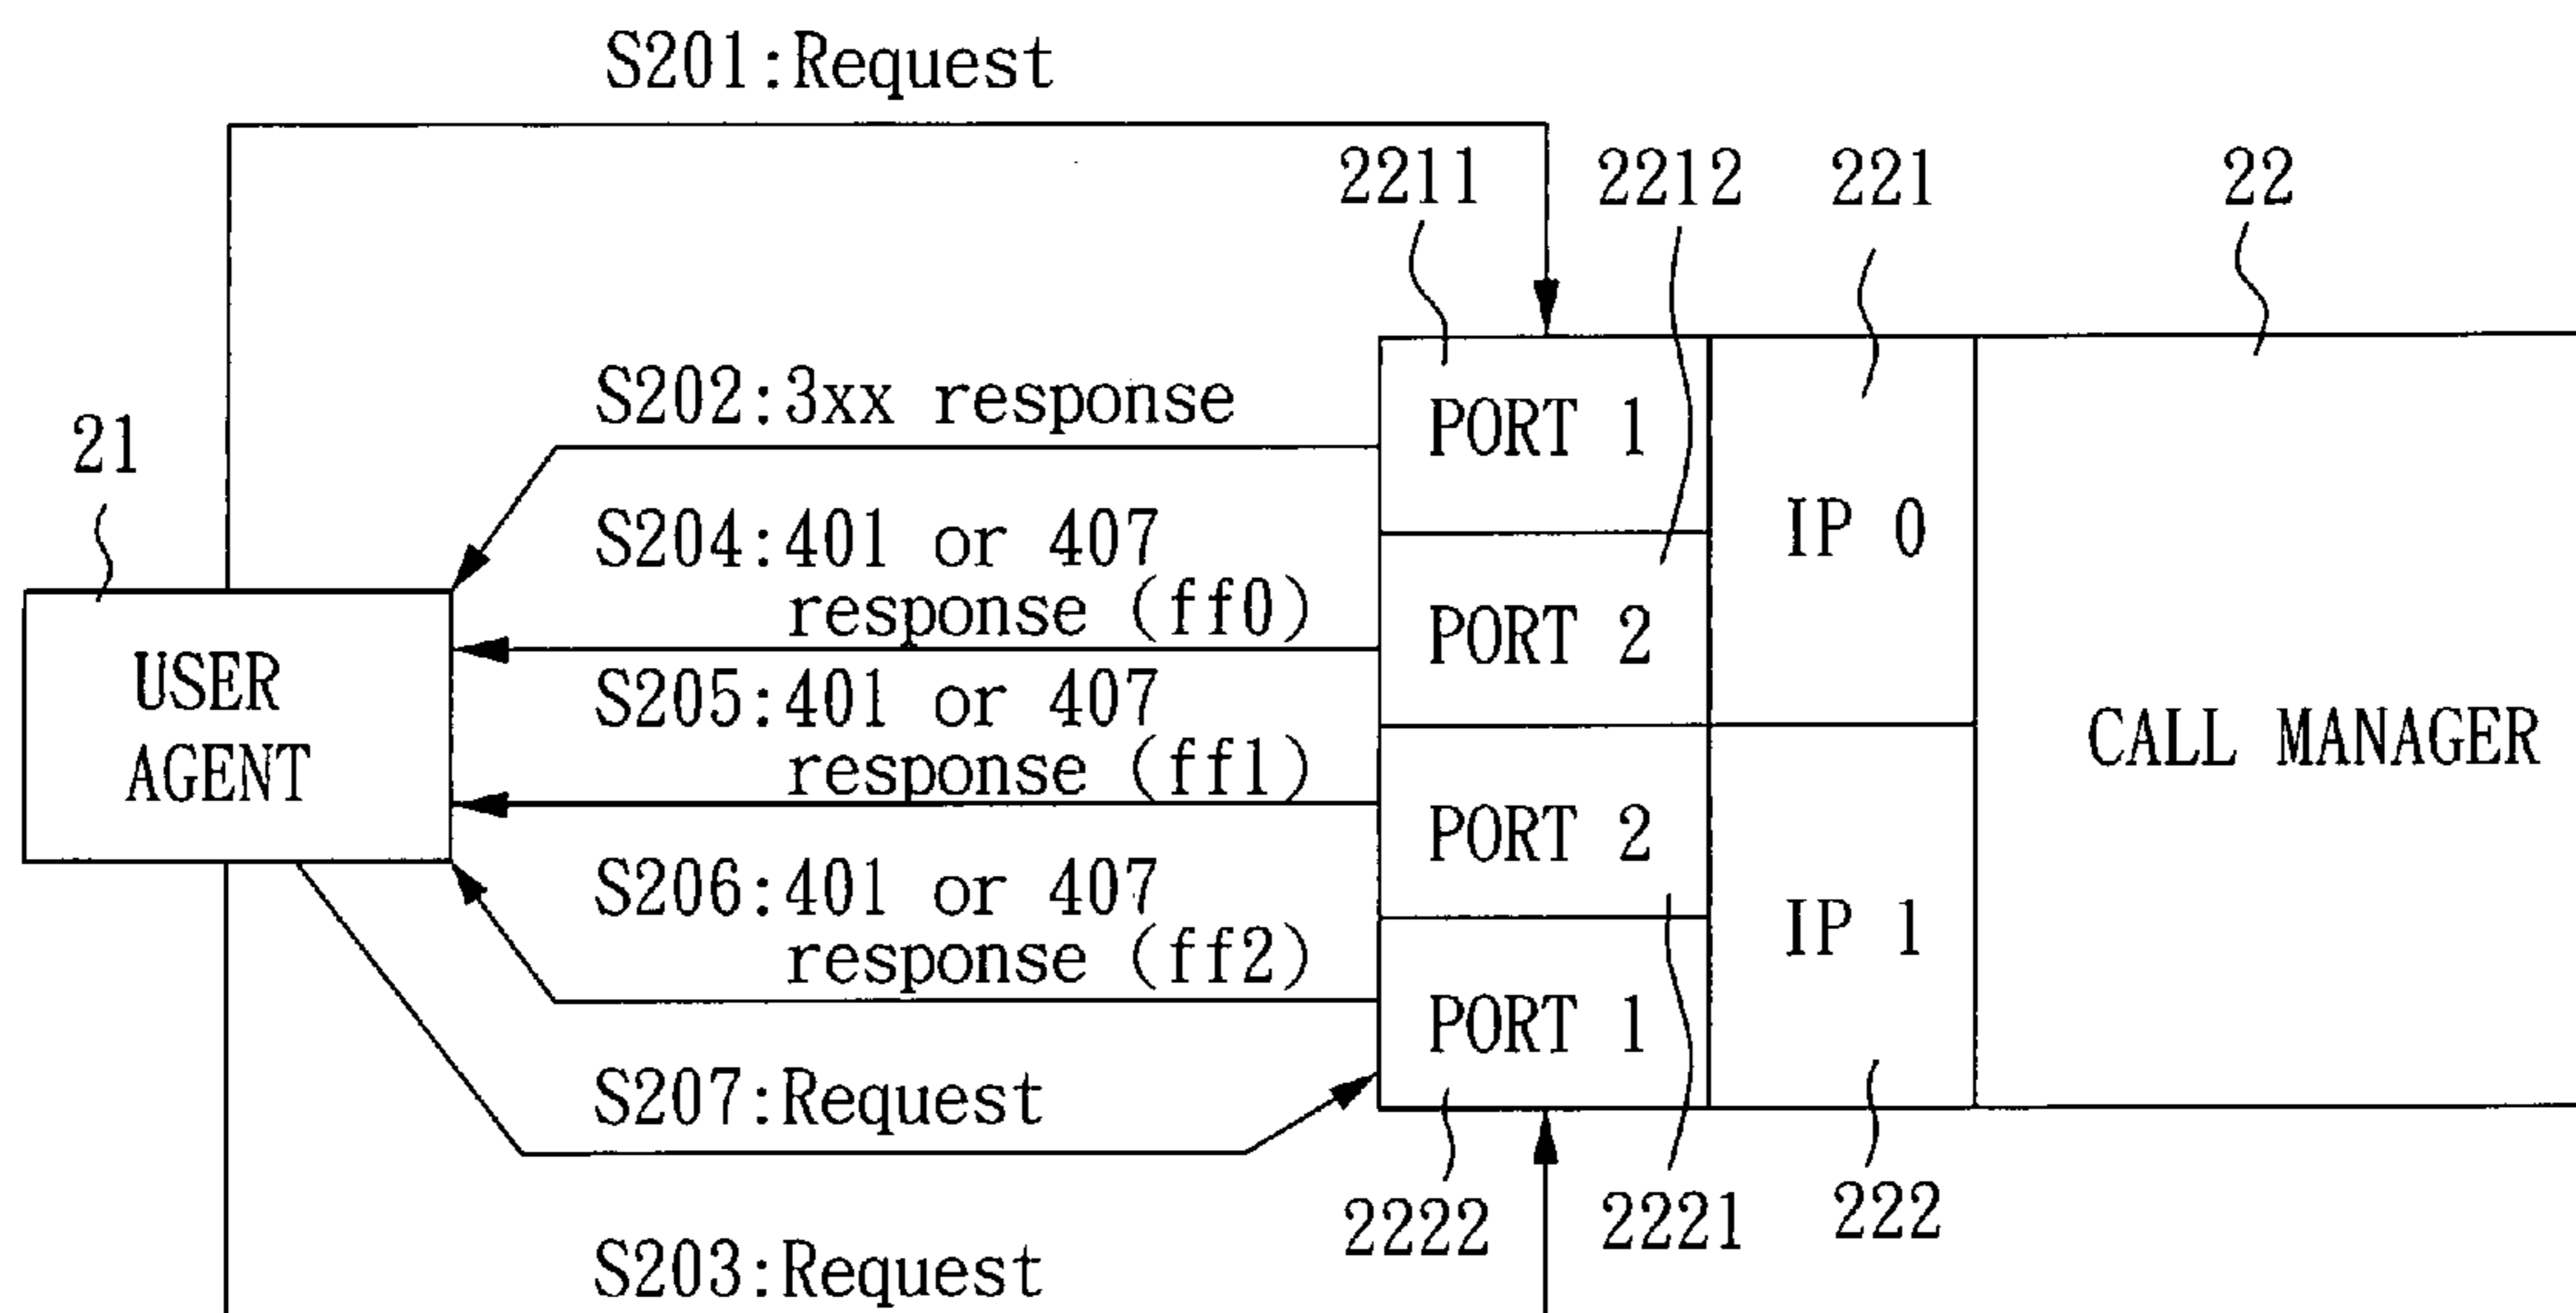 S201:Request
2211
2212
221
22
S202:3xx response
21
PORT 1
S204:401 or 407
response (ff0)
IP 0
PORT 2
USER
AGENT
S205:401 or 407
response (ff1)
CALL MANAGER
PORT 2
S206:401 or 407
response (ff2)
IP 1
PORT 1
S207:Request
2222
2221
222
S203:Request